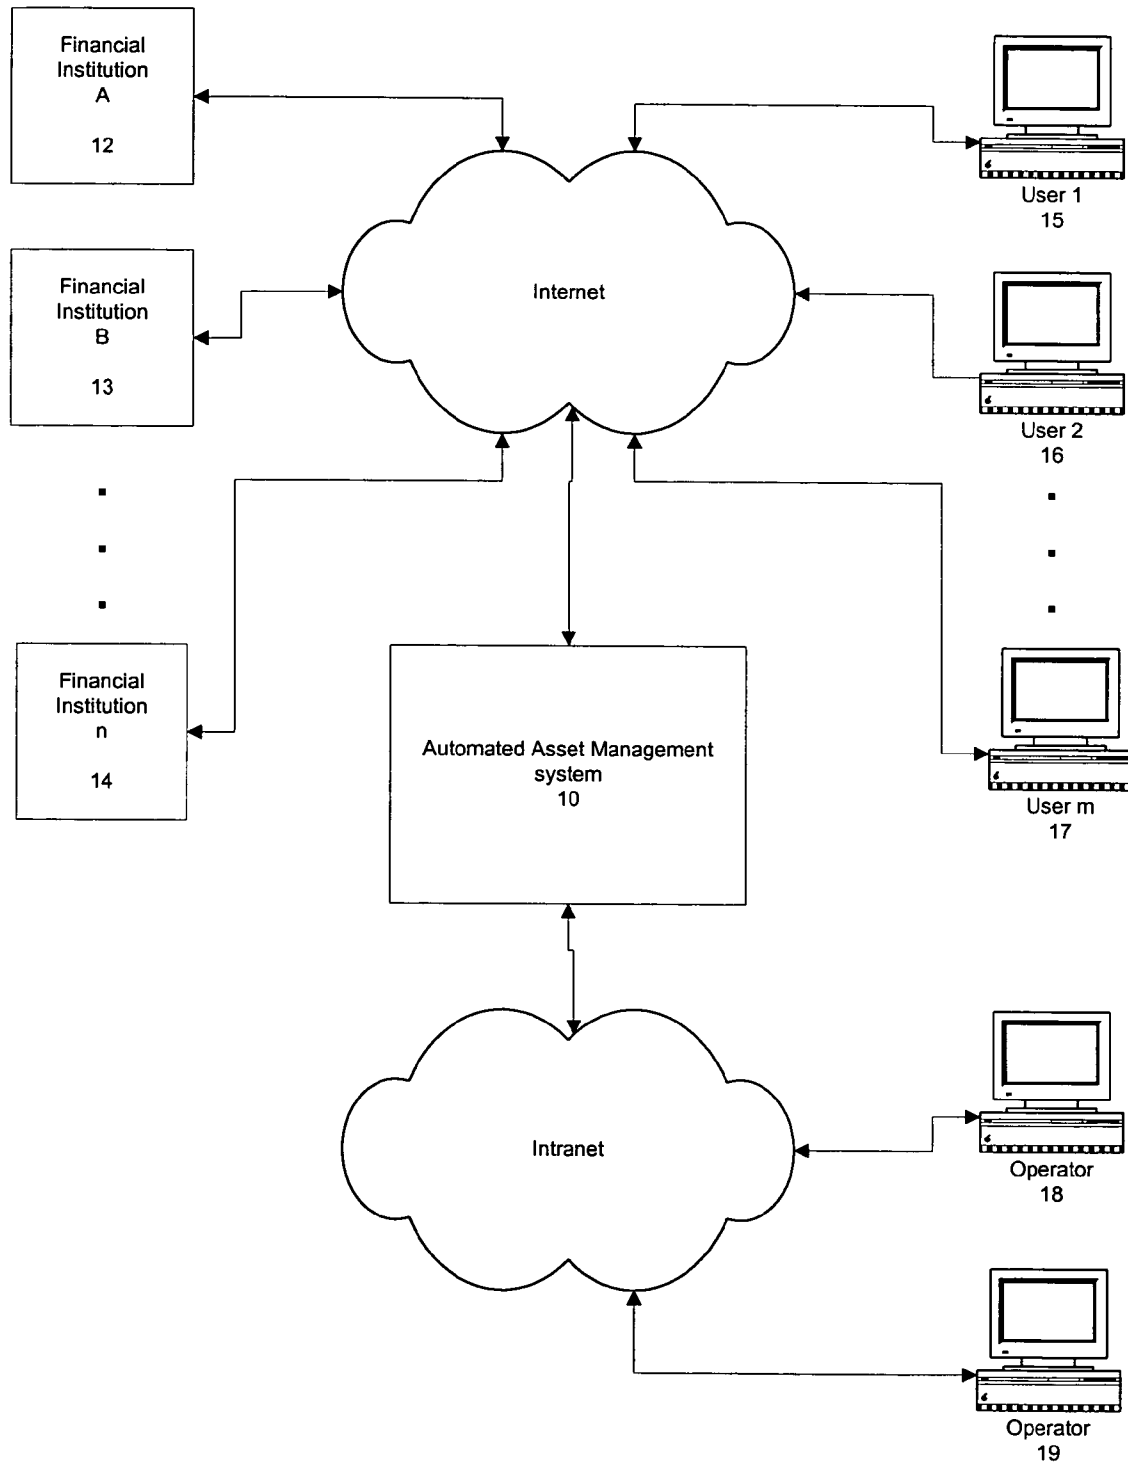 Financial
Institution
A
12
User 1
15
Financial
Institution
B
13
Internet
User 2
16
Financial
Institution
n
14
Automated Asset Management
system
10
User m
17
Intranet
Operator
18
Operator
19